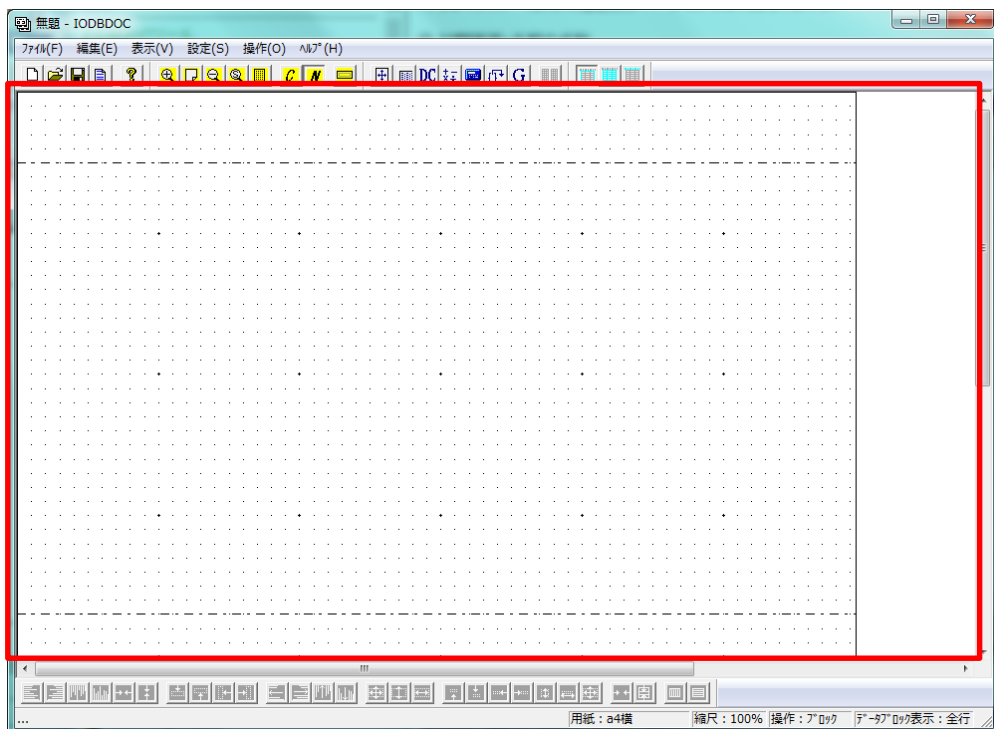 無題 - IODBDOC
ﾌｧｲﾙ(F) 編集(E) 表示(V) 設定(S) 操作(O) ﾍﾙﾌﾟ(H)
? C N DC G
... 用紙：a4横 縮尺：100% 操作：ﾌﾞﾛｯｸ ﾃﾞｰﾀﾌﾞﾛｯｸ表示：全行